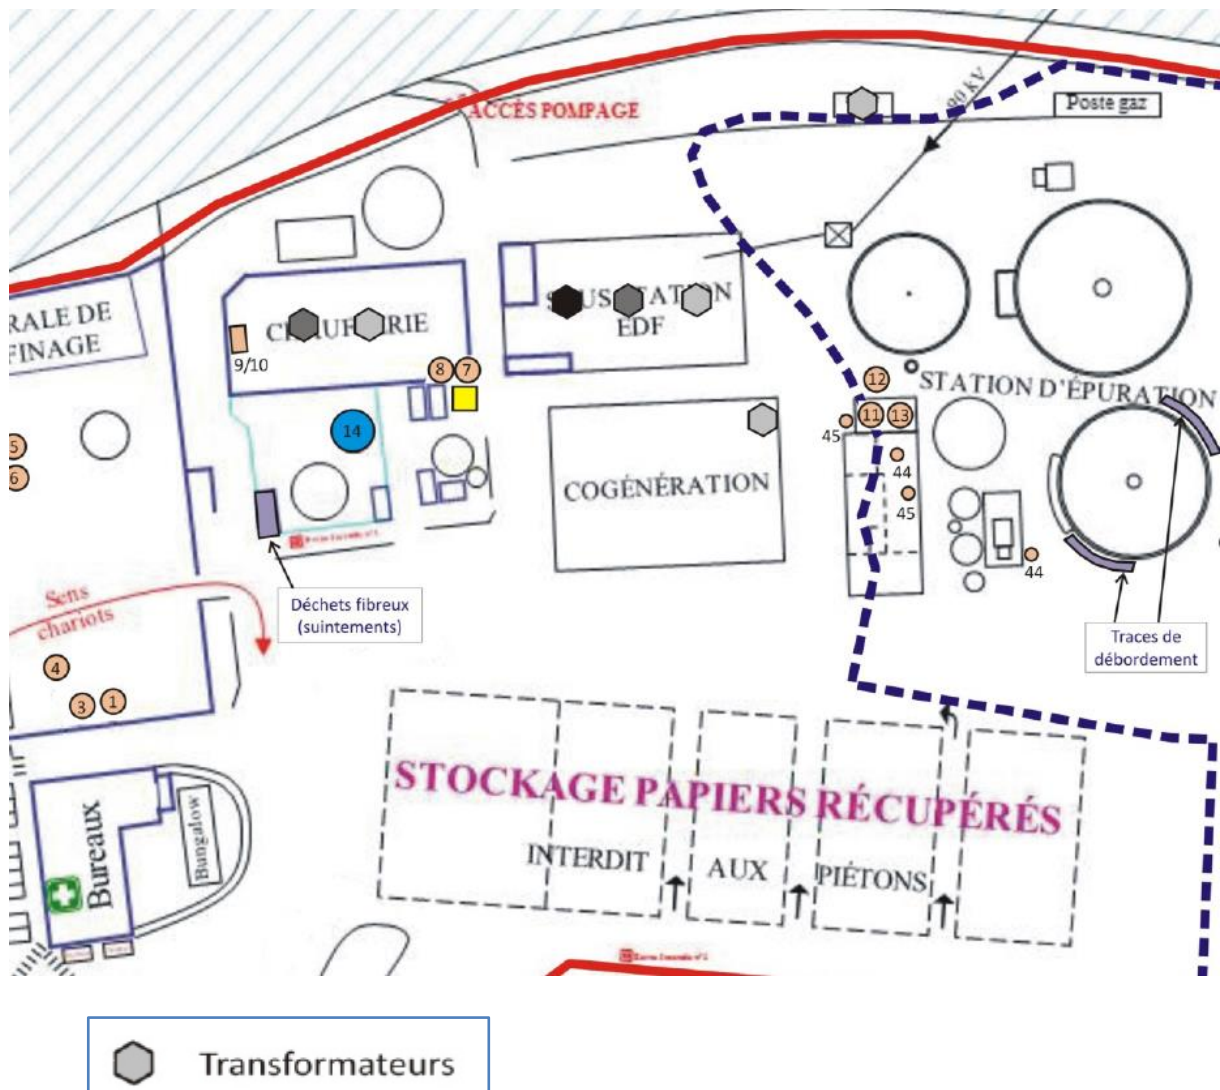 ACCÈS POMPAGE
90 kV
Poste gaz
RALE DE
FINAGE
CHAUFFERIE
9/10
8
7
SOUS STATION
EDF
12
STATION D'ÉPURATION
11
13
45
44
45
44
14
5
6
COGÉNÉRATION
Sens
chariots
Déchets fibreux
(suintements)
Traces de
débordement
4
3
1
STOCKAGE PAPIERS RÉCUPÉRÉS
INTERDIT
AUX
PIÉTONS
Bureaux
Bungalow
Transformateurs